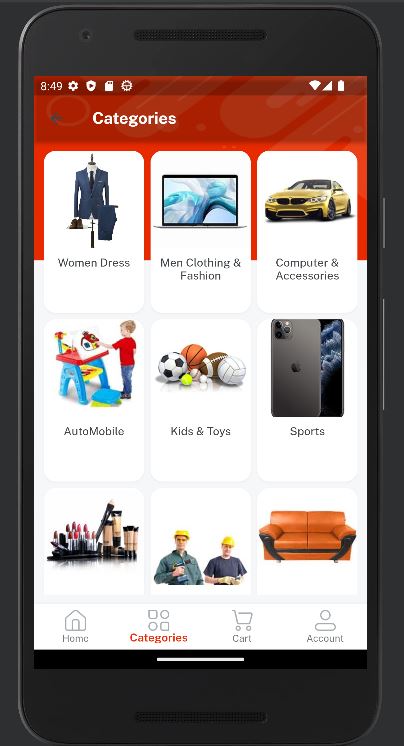 8:49
Categories
Women Dress
Men Clothing &
Fashion
Computer &
Accessories
AutoMobile
Kids & Toys
Sports
Home
Categories
Cart
Account